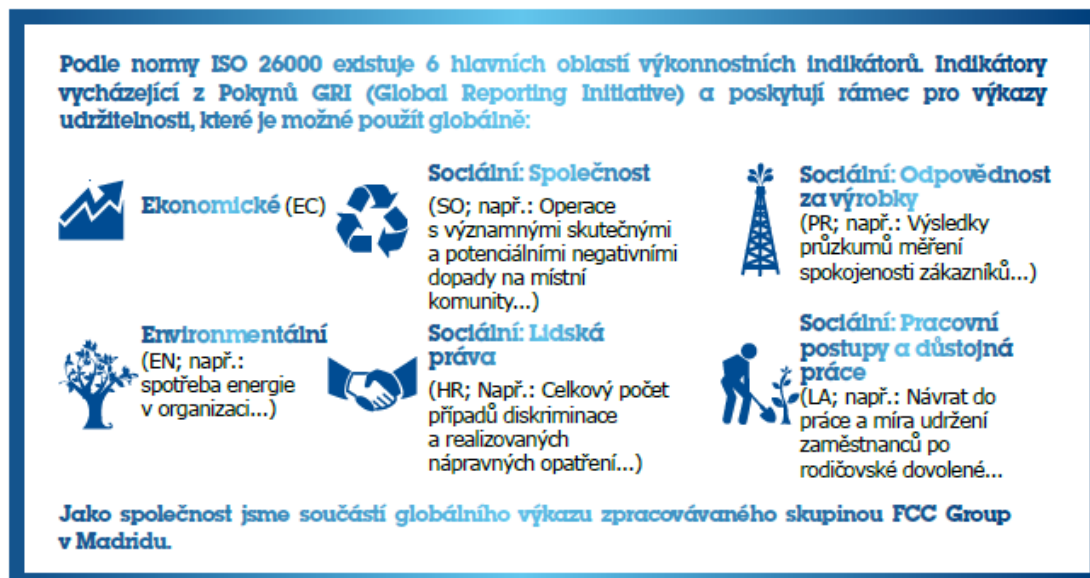 Podle normy ISO 26000 existuje 6 hlavních oblastí výkonnostních indikátorů. Indikátory
vycházející z Pokynů GRI (Global Reporting Initiative) a poskytují rámec pro výkazy
udržitelnosti, které je možné použít globálně:
Ekonomické (EC)
Sociální: Společnost
(SO; např.: Operace
s významnými skutečnými
a potenciálními negativními
dopady na místní
komunity...)
Sociální: Odpovědnost
za výrobky
(PR; např.: Výsledky
průzkumů měření
spokojenosti zákazníků...)
Environmentální
(EN; např.:
spotřeba energie
v organizaci...)
Sociální: Lidská
práva
(HR; Např.: Celkový počet
případů diskriminace
a realizovaných
nápravných opatření...)
Sociální: Pracovní
postupy a důstojná
práce
(LA; např.: Návrat do
práce a míra udržení
zaměstnanců po
rodičovské dovolené...
Jako společnost jsme součástí globálního výkazu zpracovávaného skupinou FCC Group
v Madridu.